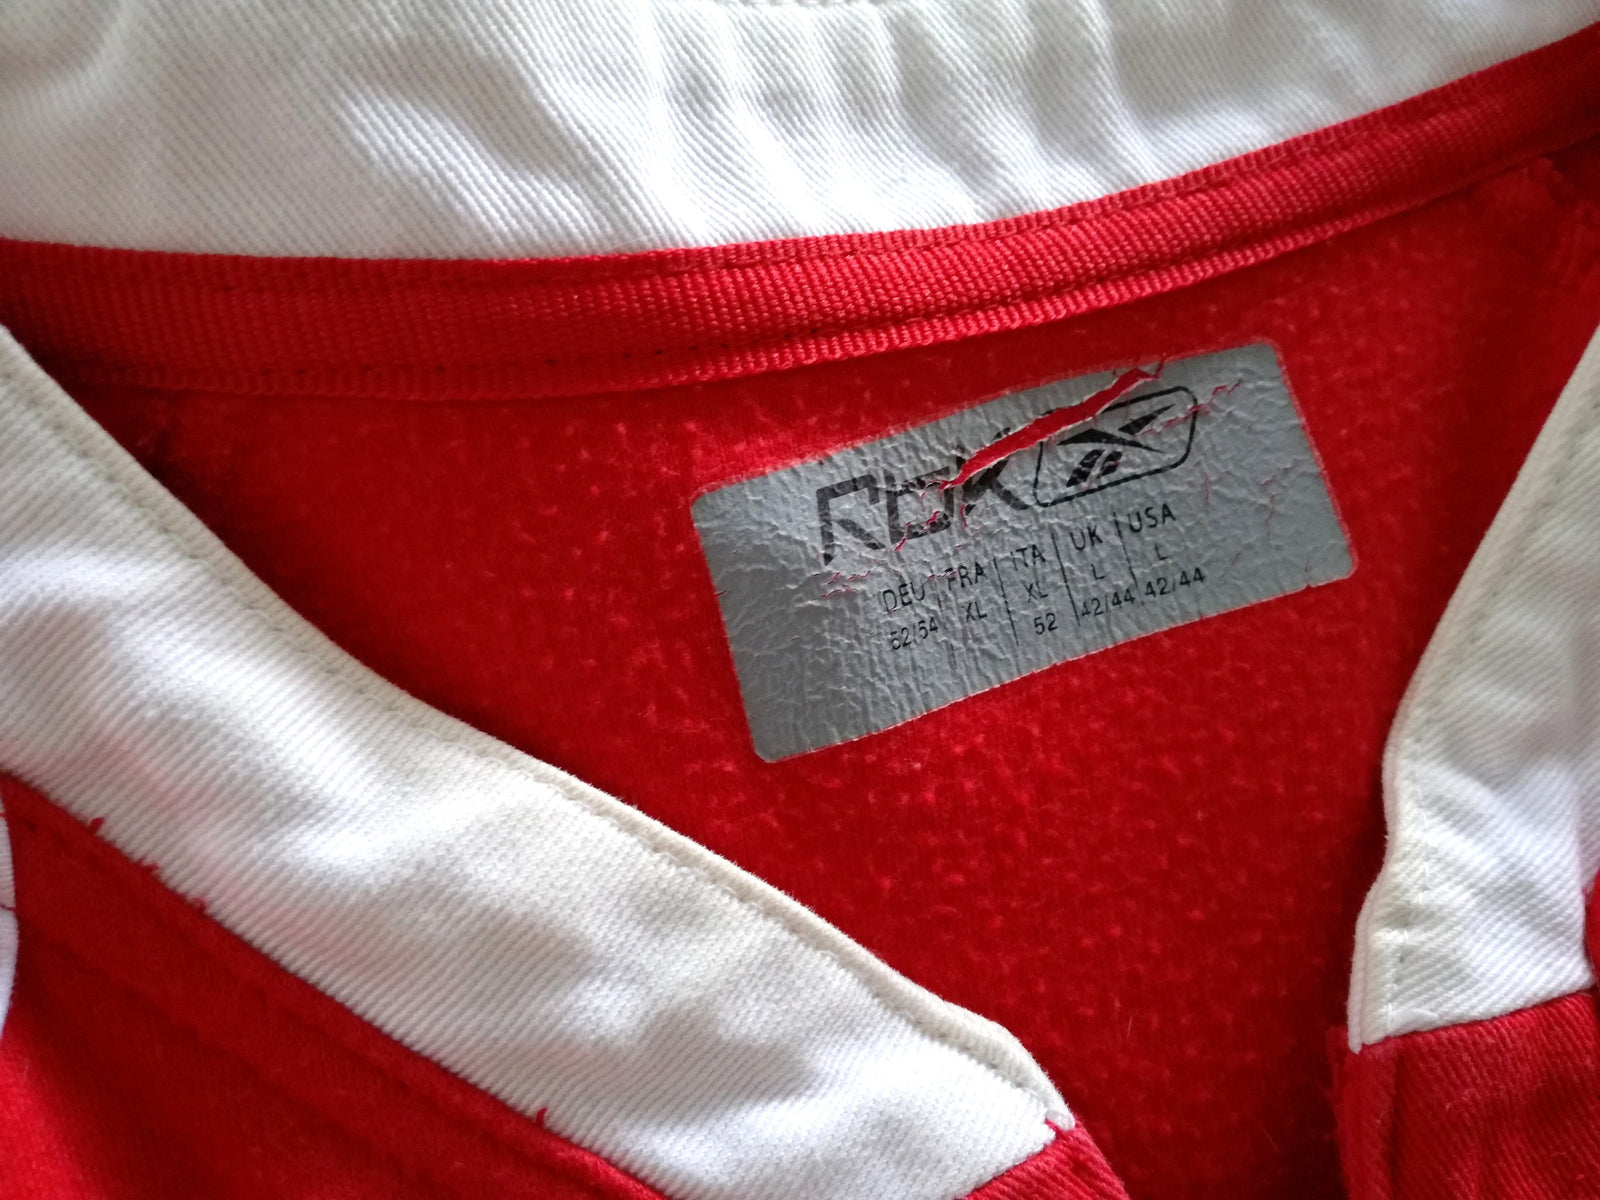 Rbk
DEU | FRA | ITA | UK | USA
52/54 XL XL L L
52 42/44 42/44